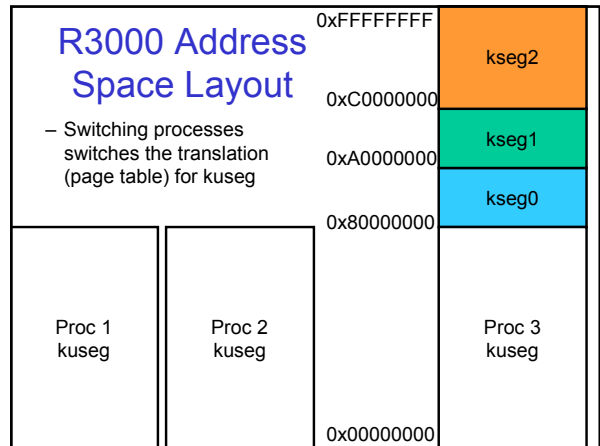 R3000 Address
Space Layout
– Switching processes
switches the translation
(page table) for kuseg
0xFFFFFFFF
kseg2
0xC0000000
kseg1
0xA0000000
kseg0
0x80000000
Proc 1
kuseg
Proc 2
kuseg
Proc 3
kuseg
0x00000000